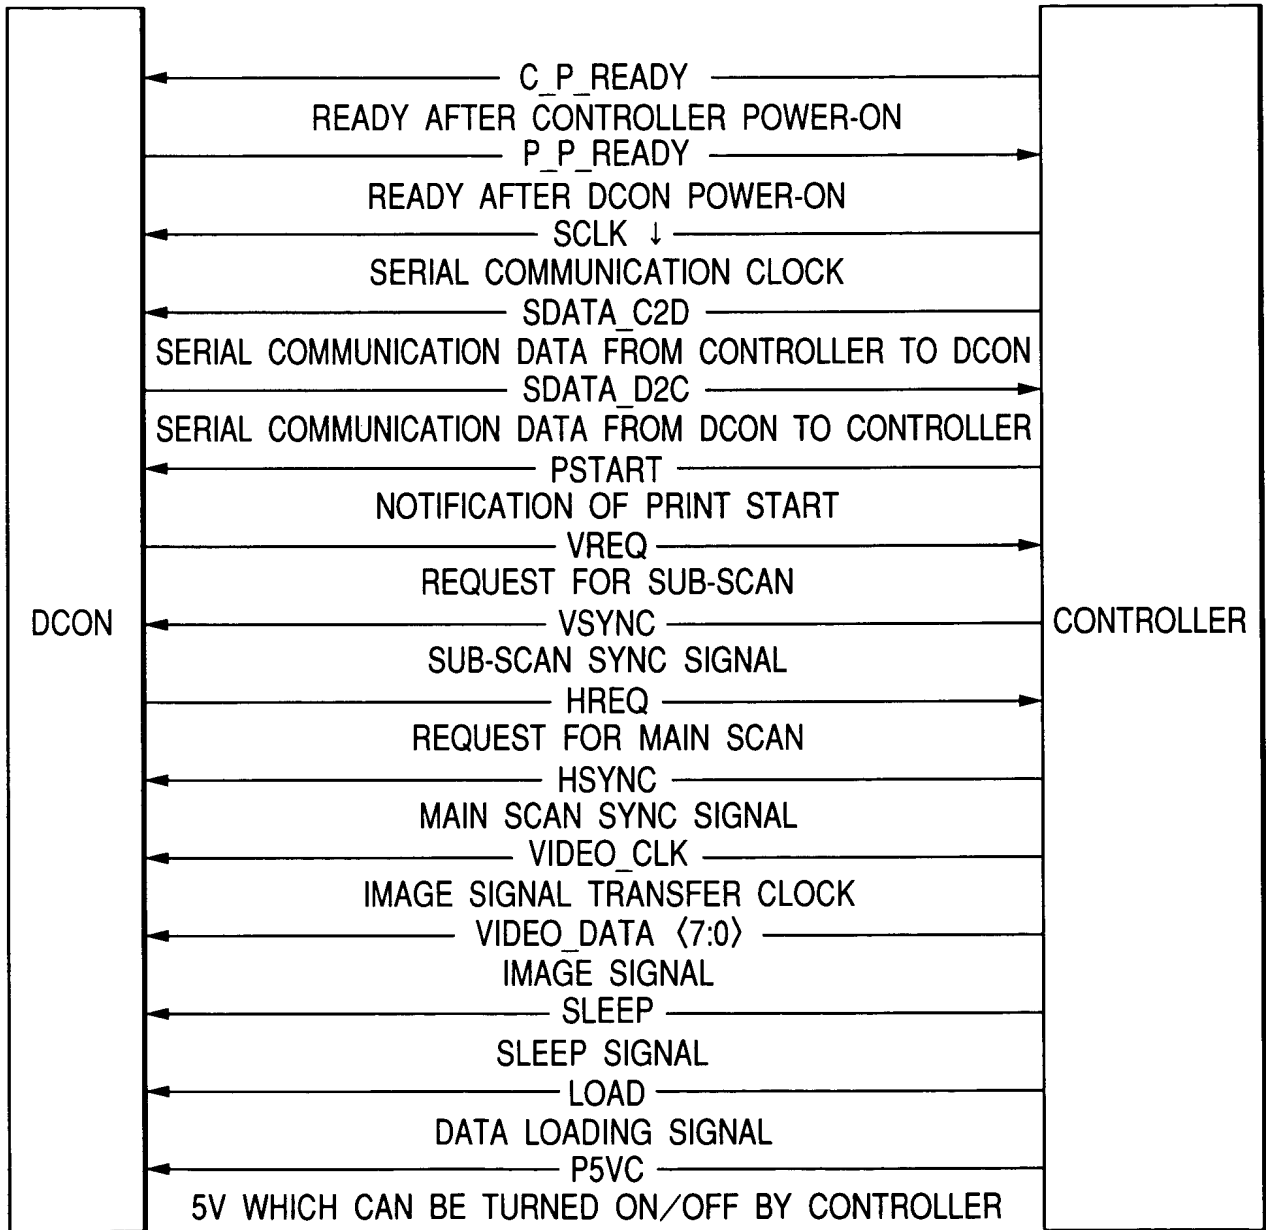 C_P_READY
READY AFTER CONTROLLER POWER-ON
P_P_READY
READY AFTER DCON POWER-ON
SCLK ↓
SERIAL COMMUNICATION CLOCK
SDATA_C2D
SERIAL COMMUNICATION DATA FROM CONTROLLER TO DCON
SDATA_D2C
SERIAL COMMUNICATION DATA FROM DCON TO CONTROLLER
PSTART
NOTIFICATION OF PRINT START
VREQ
REQUEST FOR SUB-SCAN
DCON
VSYNC
CONTROLLER
SUB-SCAN SYNC SIGNAL
HREQ
REQUEST FOR MAIN SCAN
HSYNC
MAIN SCAN SYNC SIGNAL
VIDEO_CLK
IMAGE SIGNAL TRANSFER CLOCK
VIDEO_DATA 〈7:0〉
IMAGE SIGNAL
SLEEP
SLEEP SIGNAL
LOAD
DATA LOADING SIGNAL
P5VC
5V WHICH CAN BE TURNED ON/OFF BY CONTROLLER